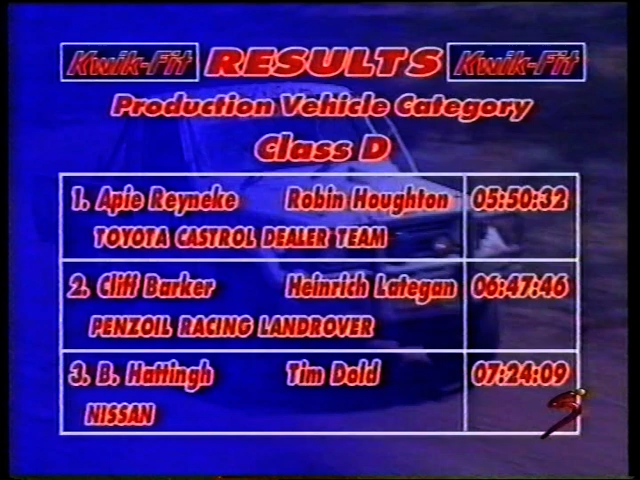 Kwik-Fit RESULTS Kwik-Fit
Production Vehicle Category
Class D
1. Apie Reyneke Robin Houghton 05:50:32
TOYOTA CASTROL DEALER TEAM
2. Cliff Barker Heinrich Lategan 06:47:46
PENZOIL RACING LANDROVER
3. B. Hattingh Tim Dold 07:24:09
NISSAN